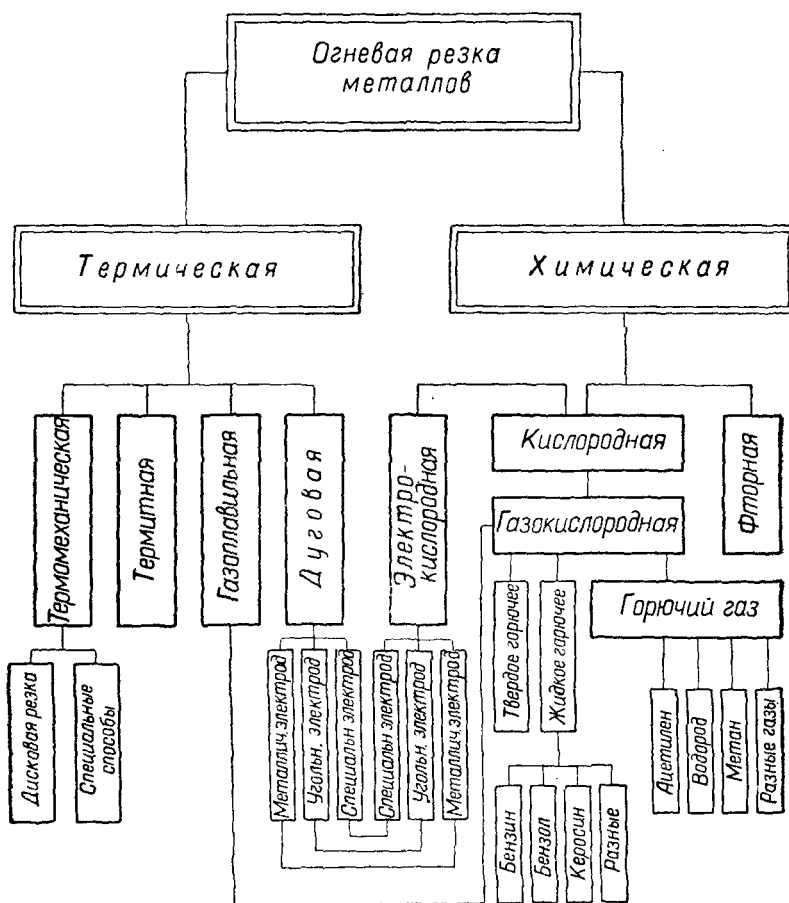 Огневая резка
металлов
Термическая
Химическая
Термомеханическая
Термитная
Газоплавильная
Дуговая
Электро-
кислородная
Кислородная
Фторная
Газокислородная
Твердое горючее
Жидкое горючее
Горючий газ
Дисковая резка
Специальные
способы
Металлич. электрод
Угольн. электрод
Специальн электрод
Специальн электрод
Угольн. электрод
Металлич. электрод
Ацетилен
Водород
Метан
Разные газы
Бензин
Бензол
Керосин
Разные